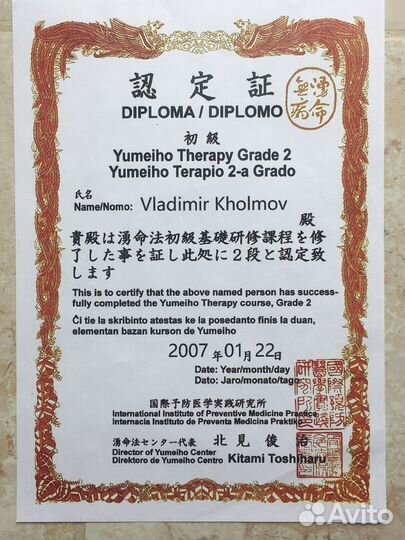 認定証
湧命
無病
DIPLOMA / DIPLOMO
初級
Yumeiho Therapy Grade 2
Yumeiho Terapio 2-a Grado
氏名
Name/Nomo: Vladimir Kholmov
殿
貴殿は湧命法初級基礎研修課程を修
了した事を証し此処に2段と認定致
します
This is to certify that the above named person has success-
fully completed the Yumeiho Therapy course, Grade 2
Ĉi tie la skribinto atestas ke la posedanto finis la duan,
elementan bazan kurson de Yumeiho
2007 年01月22日
Date: Year/month/day
Dato: Jaro/monato/tago
国際予防医学実践研究所
International Institute of Preventive Medicine Practice
Internacia Instituto de Preventa Medicina Praktiko
湧命法センター代表 北見俊治
Director of Yumeiho Center
Direktoro de Yumeiho Centro Kitami Toshiharu
Avito